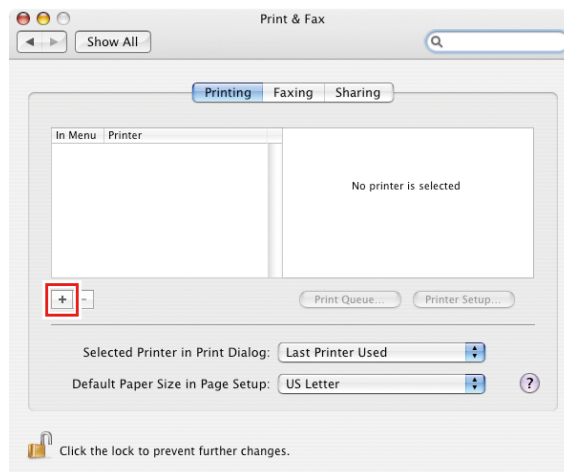 Print & Fax
Show All
Printing Faxing Sharing
In Menu Printer
No printer is selected
+ -
Print Queue... Printer Setup...
Selected Printer in Print Dialog: Last Printer Used
Default Paper Size in Page Setup: US Letter ?
Click the lock to prevent further changes.